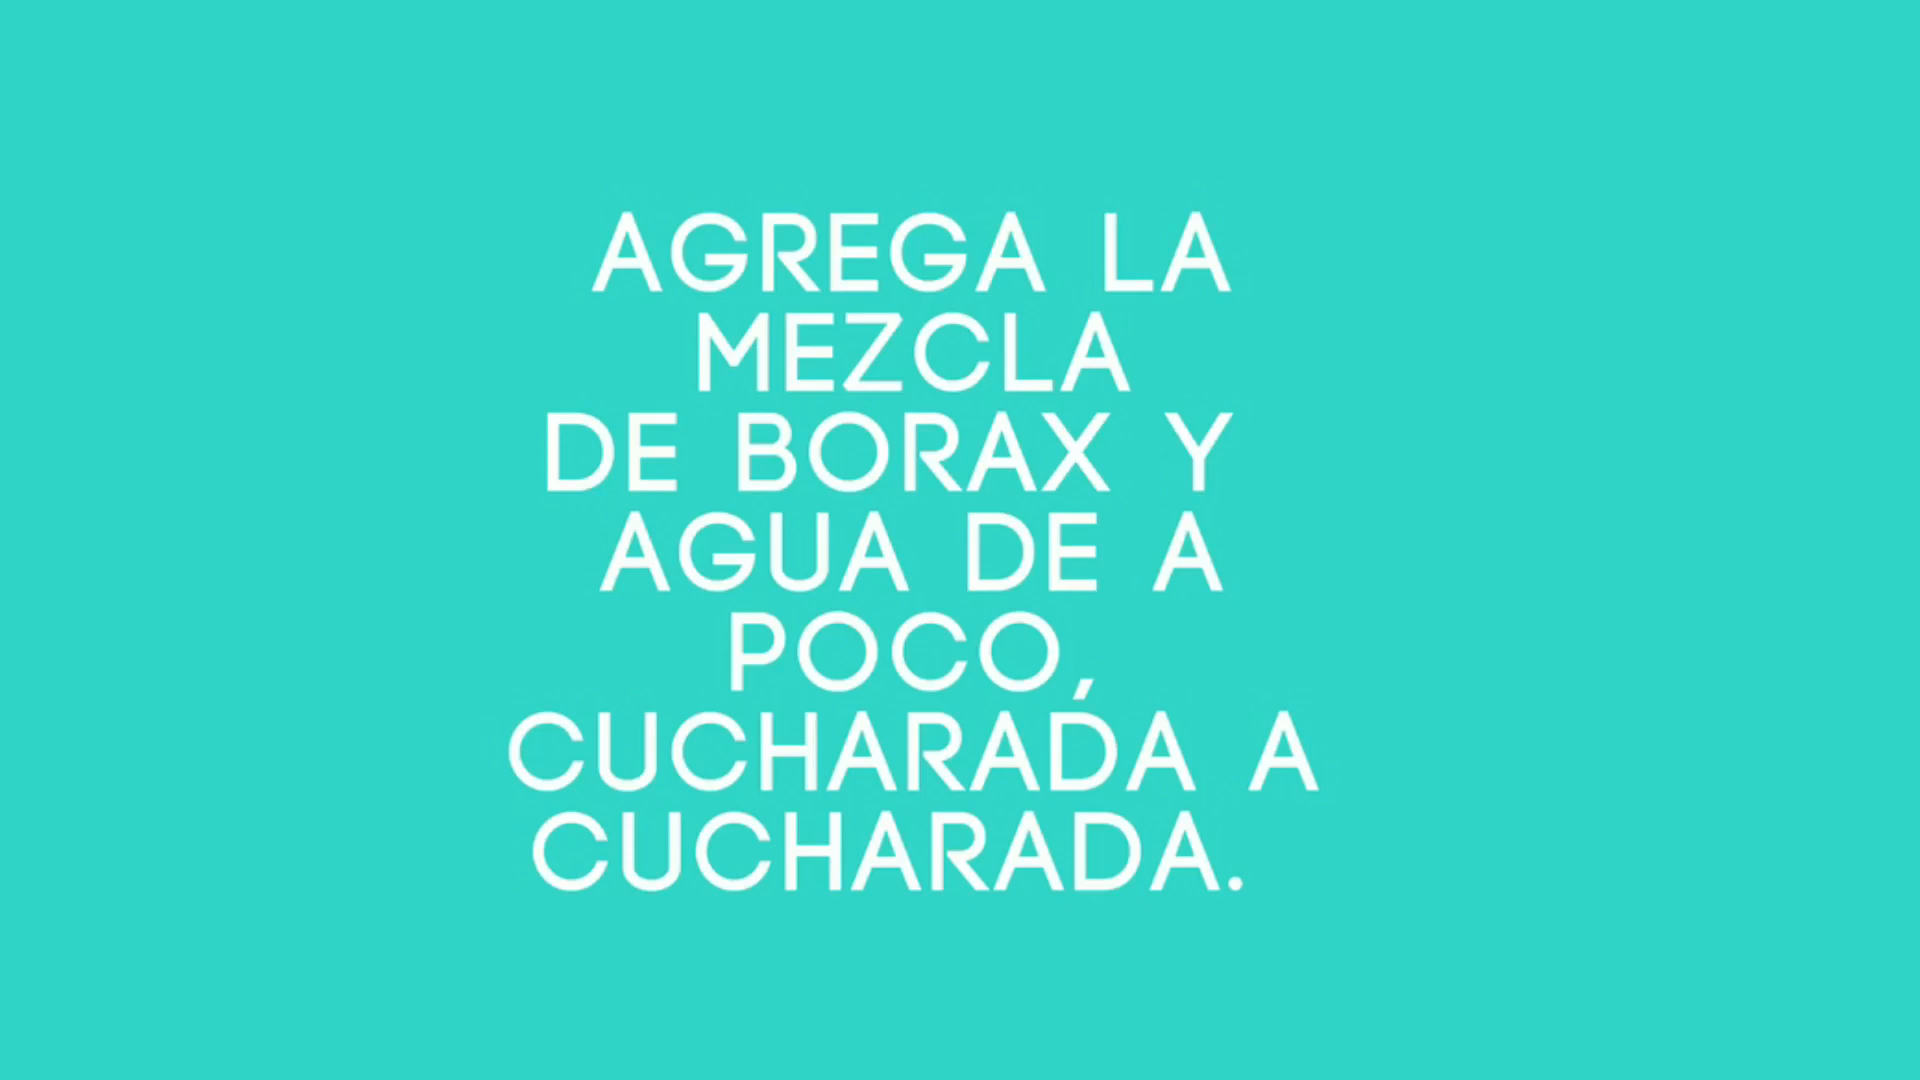 AGREGA LA
MEZCLA
DE BORAX Y
AGUA DE A
POCO,
CUCHARADA A
CUCHARADA.